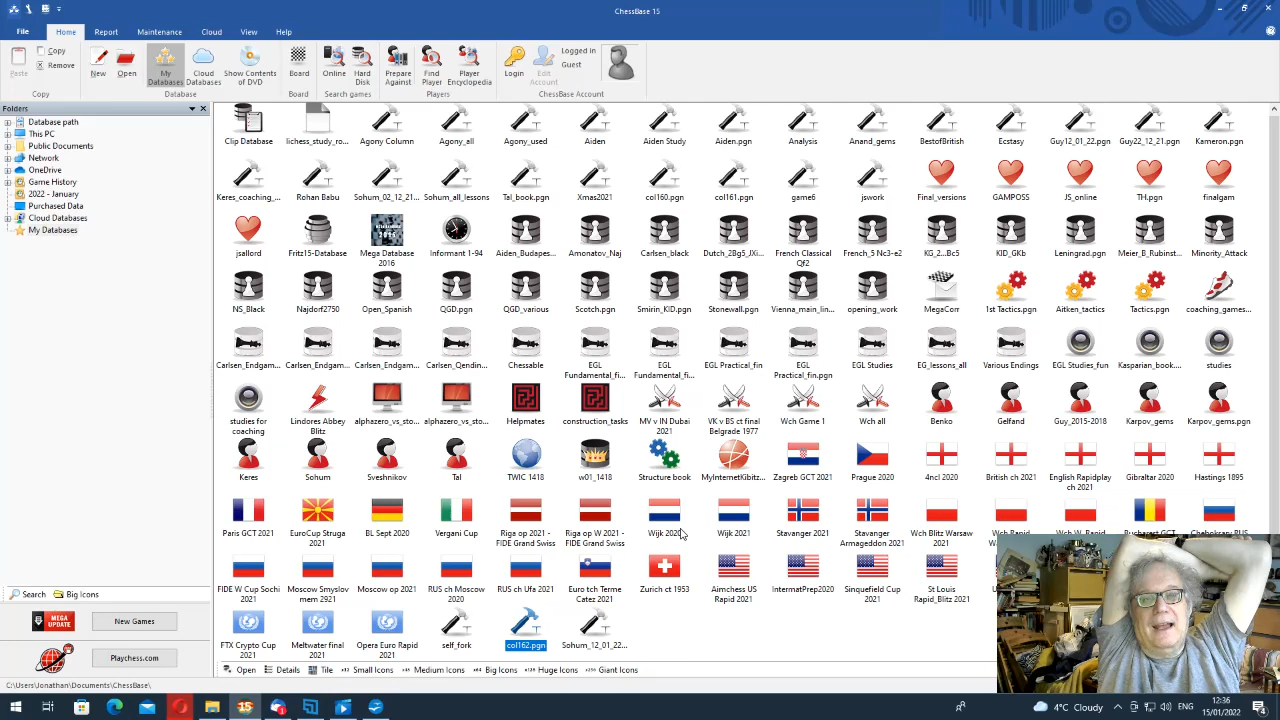 ChessBase 15
File Home Report Maintenance Cloud View Help
Paste Copy Remove
New Open My Databases Cloud Databases Show Contents of DVD
Board
Online Hard Disk
Prepare Against Find Player Player Encyclopedia
Login Edit Account Logged in Guest
Copy Database Board Search games Players ChessBase Account
Folders
Database path
This PC
Public Documents
Network
OneDrive
Game History
2022 - January
Purchased Data
Cloud Databases
My Databases
Clip Database lichess_study_ro... Agony Column Agony_all Agony_used Aiden Aiden Study Aiden.pgn Analysis Anand_gems BestofBritish Ecstasy Guy12_01_22.pgn Guy22_12_21.pgn Kameron.pgn
Keres_coaching_... Rohan Babu Sohum_02_12_21... Sohum_all_lessons Tal_book.pgn Xmas2021 col160.pgn col161.pgn game6 jswork Final_versions GAMPOSS JS_online TH.pgn finalgam
jsallord Fritz15-Database Mega Database 2016 Informant 1-94 Aiden_Budapes... Amonatov_Naj Carlsen_black Dutch_2Bg5_JXi... French Classical Qf2 French_5 Nc3-e2 KG_2...Bc5 KID_GKb Leningrad.pgn Meier_B_Rubinst... Minority_Attack
NS_Black Najdorf2750 Open_Spanish QGD.pgn QGD_various Scotch.pgn Smirin_KID.pgn Stonewall.pgn Vienna_main_lin... opening_work MegaCorr 1st Tactics.pgn Aitken_tactics Tactics.pgn coaching_games...
Carlsen_Endgam... Carlsen_Endgam... Carlsen_Endgam... Carlsen_Qending... Chessable EGL Fundamental_fi... EGL Fundamental_fi... EGL Practical_fin EGL Practical_fin.pgn EGL Studies EG_lessons_all Various Endings EGL Studies_fun Kasparian_book.... studies
studies for coaching Lindores Abbey Blitz alphazero_vs_sto... alphazero_vs_sto... Helpmates construction_tasks MV v IN Dubai 2021 VK v BS ct final Belgrade 1977 Wch Game 1 Wch all Benko Gelfand Guy_2015-2018 Karpov_gems Karpov_gems.pgn
Keres Sohum Sveshnikov Tal TWIC 1418 w01_1418 Structure book MyInternetGbitz... Zagreb GCT 2021 Prague 2020 4ncl 2020 British ch 2021 English Rapidplay ch 2021 Gibraltar 2020 Hastings 1895
Paris GCT 2021 EuroCup Struga 2021 BL Sept 2020 Vergani Cup Riga op 2021 - FIDE Grand Swiss Riga op W 2021 - FIDE Grand Swiss Wijk 2020 Wijk 2021 Stavanger 2021 Stavanger Armageddon 2021 Wch Blitz Warsaw 2021
FIDE W Cup Sochi 2021 Moscow Smyslov mem 2921 Moscow op 2021 RUS ch Moscow 2020 RUS ch Ufa 2021 Euro tch Terme Catez 2021 Zurich ct 1953 Aimchess US Rapid 2021 IntermatPrep2020 Sinquefield Cup 2021 St Louis Rapid_Blitz 2021
FTX Crypto Cup 2021 Meltwater final 2021 Opera Euro Rapid 2021 self_fork col162.pgn Sohum_12_01_22...
Search Big Icons
MEGA UPDATE New Games
Playchess.com
Open Details Tile Small Icons Medium Icons Big Icons Huge Icons Giant Icons
C:\Users\Jonathan\Documents\ChessBase\
4°C Cloudy ENG 12:36
15/01/2022